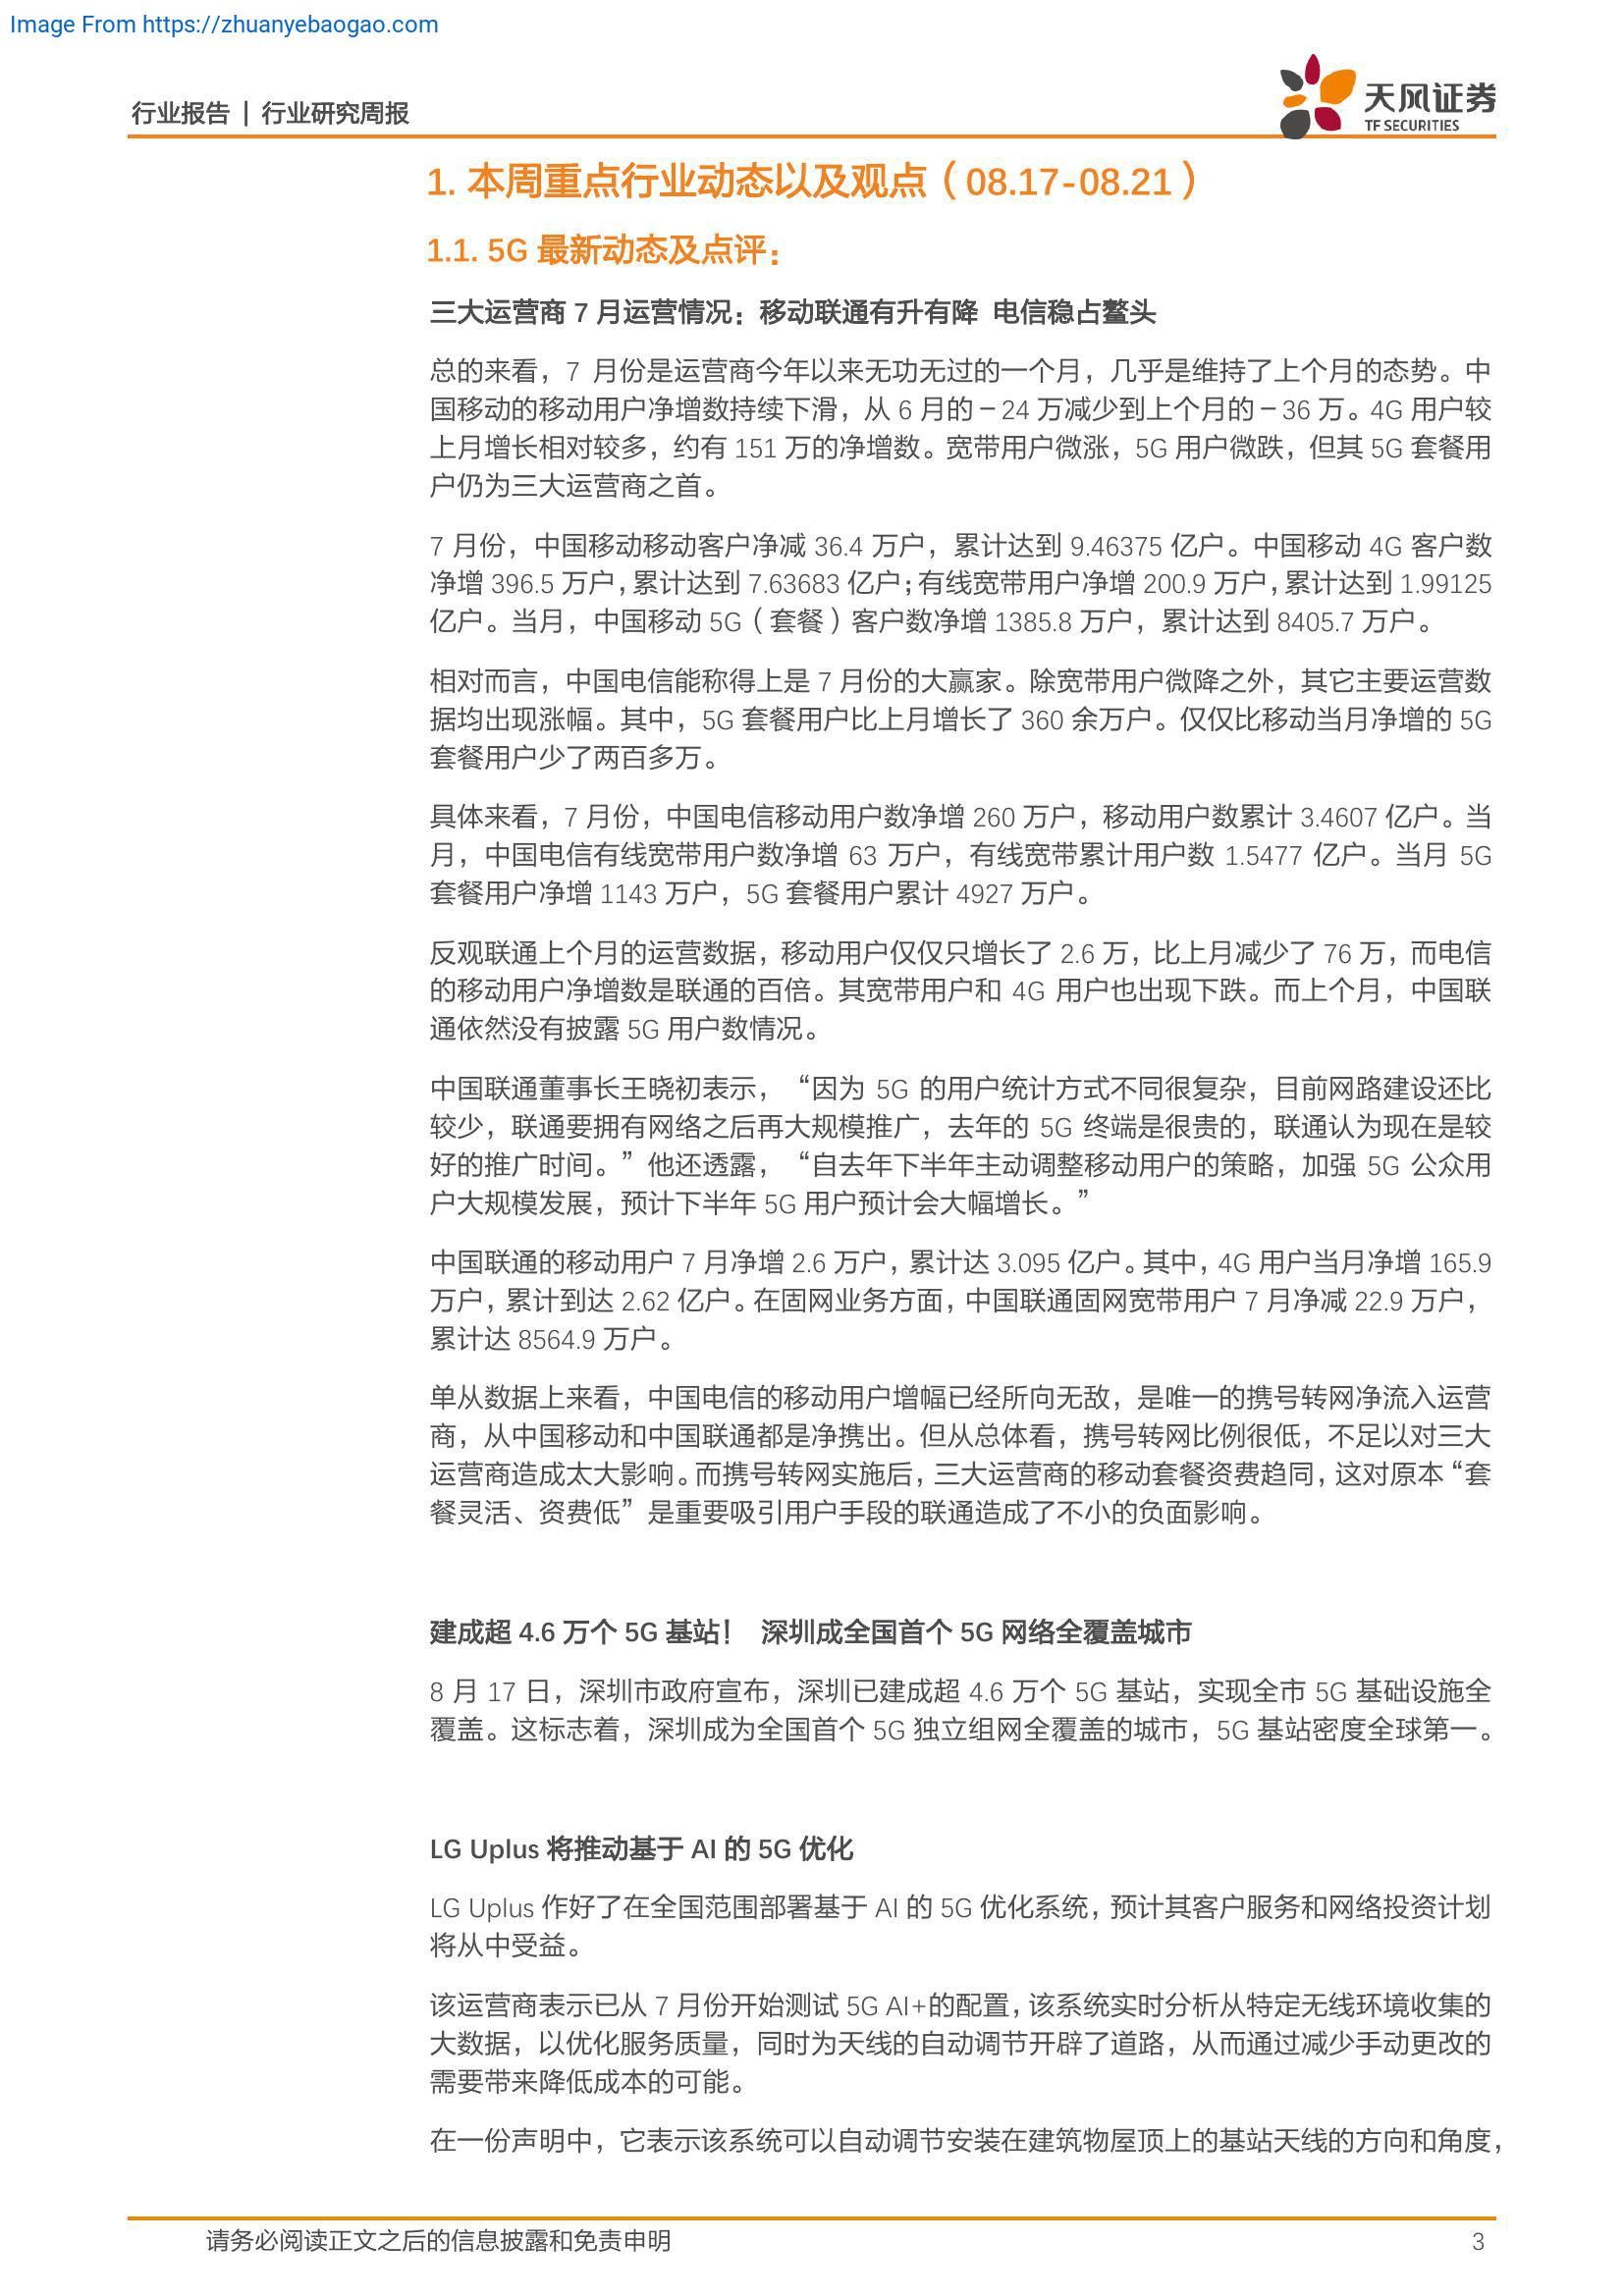 Image From https://zhuanyebaogao.com
行业报告 | 行业研究周报
天风证券
TF SECURITIES
1. 本周重点行业动态以及观点（08.17-08.21）
1.1. 5G 最新动态及点评：
三大运营商 7 月运营情况：移动联通有升有降 电信稳占鳌头
总的来看，7 月份是运营商今年以来无功无过的一个月，几乎是维持了上个月的态势。中
国移动的移动用户净增数持续下滑，从 6 月的－24 万减少到上个月的－36 万。4G 用户较
上月增长相对较多，约有 151 万的净增数。宽带用户微涨，5G 用户微跌，但其 5G 套餐用
户仍为三大运营商之首。
7 月份，中国移动移动客户净减 36.4 万户，累计达到 9.46375 亿户。中国移动 4G 客户数
净增 396.5 万户，累计达到 7.63683 亿户；有线宽带用户净增 200.9 万户，累计达到 1.99125
亿户。当月，中国移动 5G（套餐）客户数净增 1385.8 万户，累计达到 8405.7 万户。
相对而言，中国电信能称得上是 7 月份的大赢家。除宽带用户微降之外，其它主要运营数
据均出现涨幅。其中，5G 套餐用户比上月增长了 360 余万户。仅仅比移动当月净增的 5G
套餐用户少了两百多万。
具体来看，7 月份，中国电信移动用户数净增 260 万户，移动用户数累计 3.4607 亿户。当
月，中国电信有线宽带用户数净增 63 万户，有线宽带累计用户数 1.5477 亿户。当月 5G
套餐用户净增 1143 万户，5G 套餐用户累计 4927 万户。
反观联通上个月的运营数据，移动用户仅仅只增长了 2.6 万，比上月减少了 76 万，而电信
的移动用户净增数是联通的百倍。其宽带用户和 4G 用户也出现下跌。而上个月，中国联
通依然没有披露 5G 用户数情况。
中国联通董事长王晓初表示，“因为 5G 的用户统计方式不同很复杂，目前网路建设还比
较少，联通要拥有网络之后再大规模推广，去年的 5G 终端是很贵的，联通认为现在是较
好的推广时间。”他还透露，“自去年下半年主动调整移动用户的策略，加强 5G 公众用
户大规模发展，预计下半年 5G 用户预计会大幅增长。”
中国联通的移动用户 7 月净增 2.6 万户，累计达 3.095 亿户。其中，4G 用户当月净增 165.9
万户，累计到达 2.62 亿户。在固网业务方面，中国联通固网宽带用户 7 月净减 22.9 万户，
累计达 8564.9 万户。
单从数据上来看，中国电信的移动用户增幅已经所向无敌，是唯一的携号转网净流入运营
商，从中国移动和中国联通都是净携出。但从总体看，携号转网比例很低，不足以对三大
运营商造成太大影响。而携号转网实施后，三大运营商的移动套餐资费趋同，这对原本“套
餐灵活、资费低”是重要吸引用户手段的联通造成了不小的负面影响。
建成超 4.6 万个 5G 基站！ 深圳成全国首个 5G 网络全覆盖城市
8 月 17 日，深圳市政府宣布，深圳已建成超 4.6 万个 5G 基站，实现全市 5G 基础设施全
覆盖。这标志着，深圳成为全国首个 5G 独立组网全覆盖的城市，5G 基站密度全球第一。
LG Uplus 将推动基于 AI 的 5G 优化
LG Uplus 作好了在全国范围部署基于 AI 的 5G 优化系统，预计其客户服务和网络投资计划
将从中受益。
该运营商表示已从 7 月份开始测试 5G AI+的配置，该系统实时分析从特定无线环境收集的
大数据，以优化服务质量，同时为天线的自动调节开辟了道路，从而通过减少手动更改的
需要带来降低成本的可能。
在一份声明中，它表示该系统可以自动调节安装在建筑物屋顶上的基站天线的方向和角度，
请务必阅读正文之后的信息披露和免责申明
3